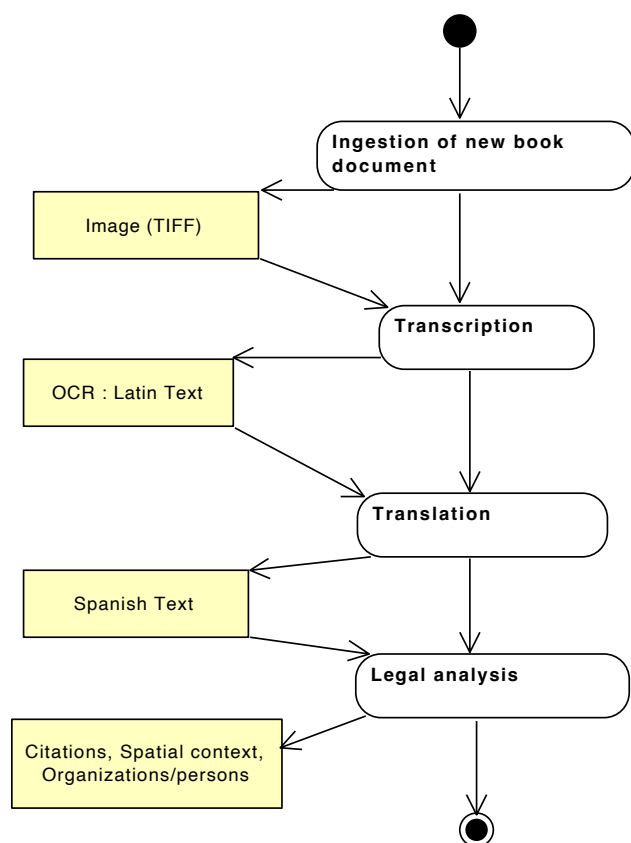 Ingestion of new book
document
Image (TIFF)
Transcription
OCR : Latin Text
Translation
Spanish Text
Legal analysis
Citations, Spatial context,
Organizations/persons